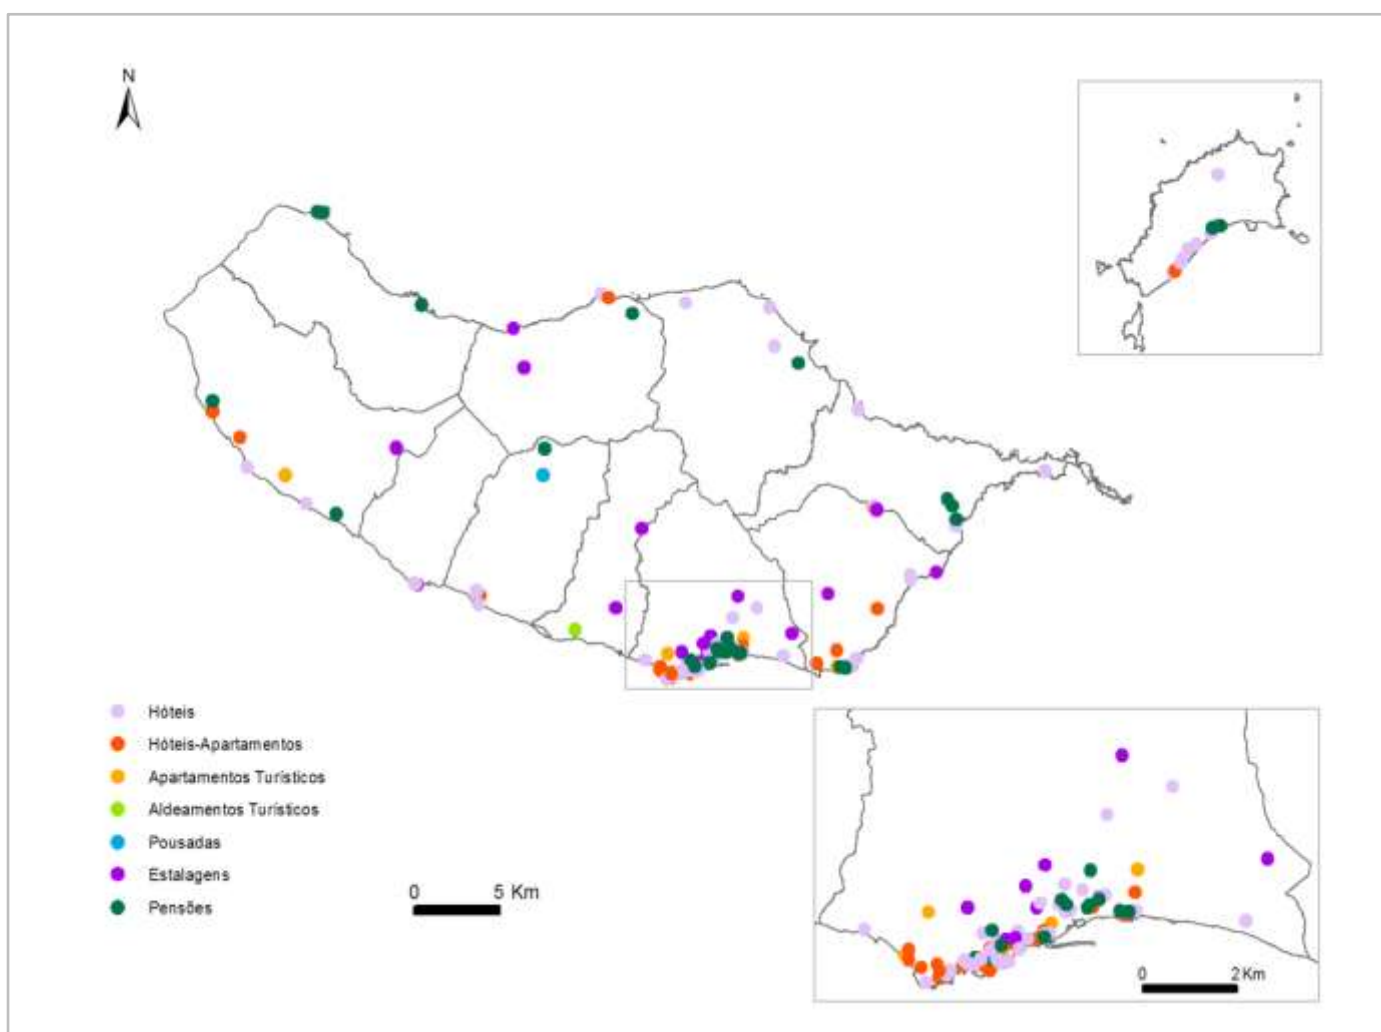 N
Hóteis
Hóteis-Apartamentos
Apartamentos Turísticos
Aldeamentos Turísticos
Pousadas
Estalagens
Pensões
0 5 Km
0 2 Km